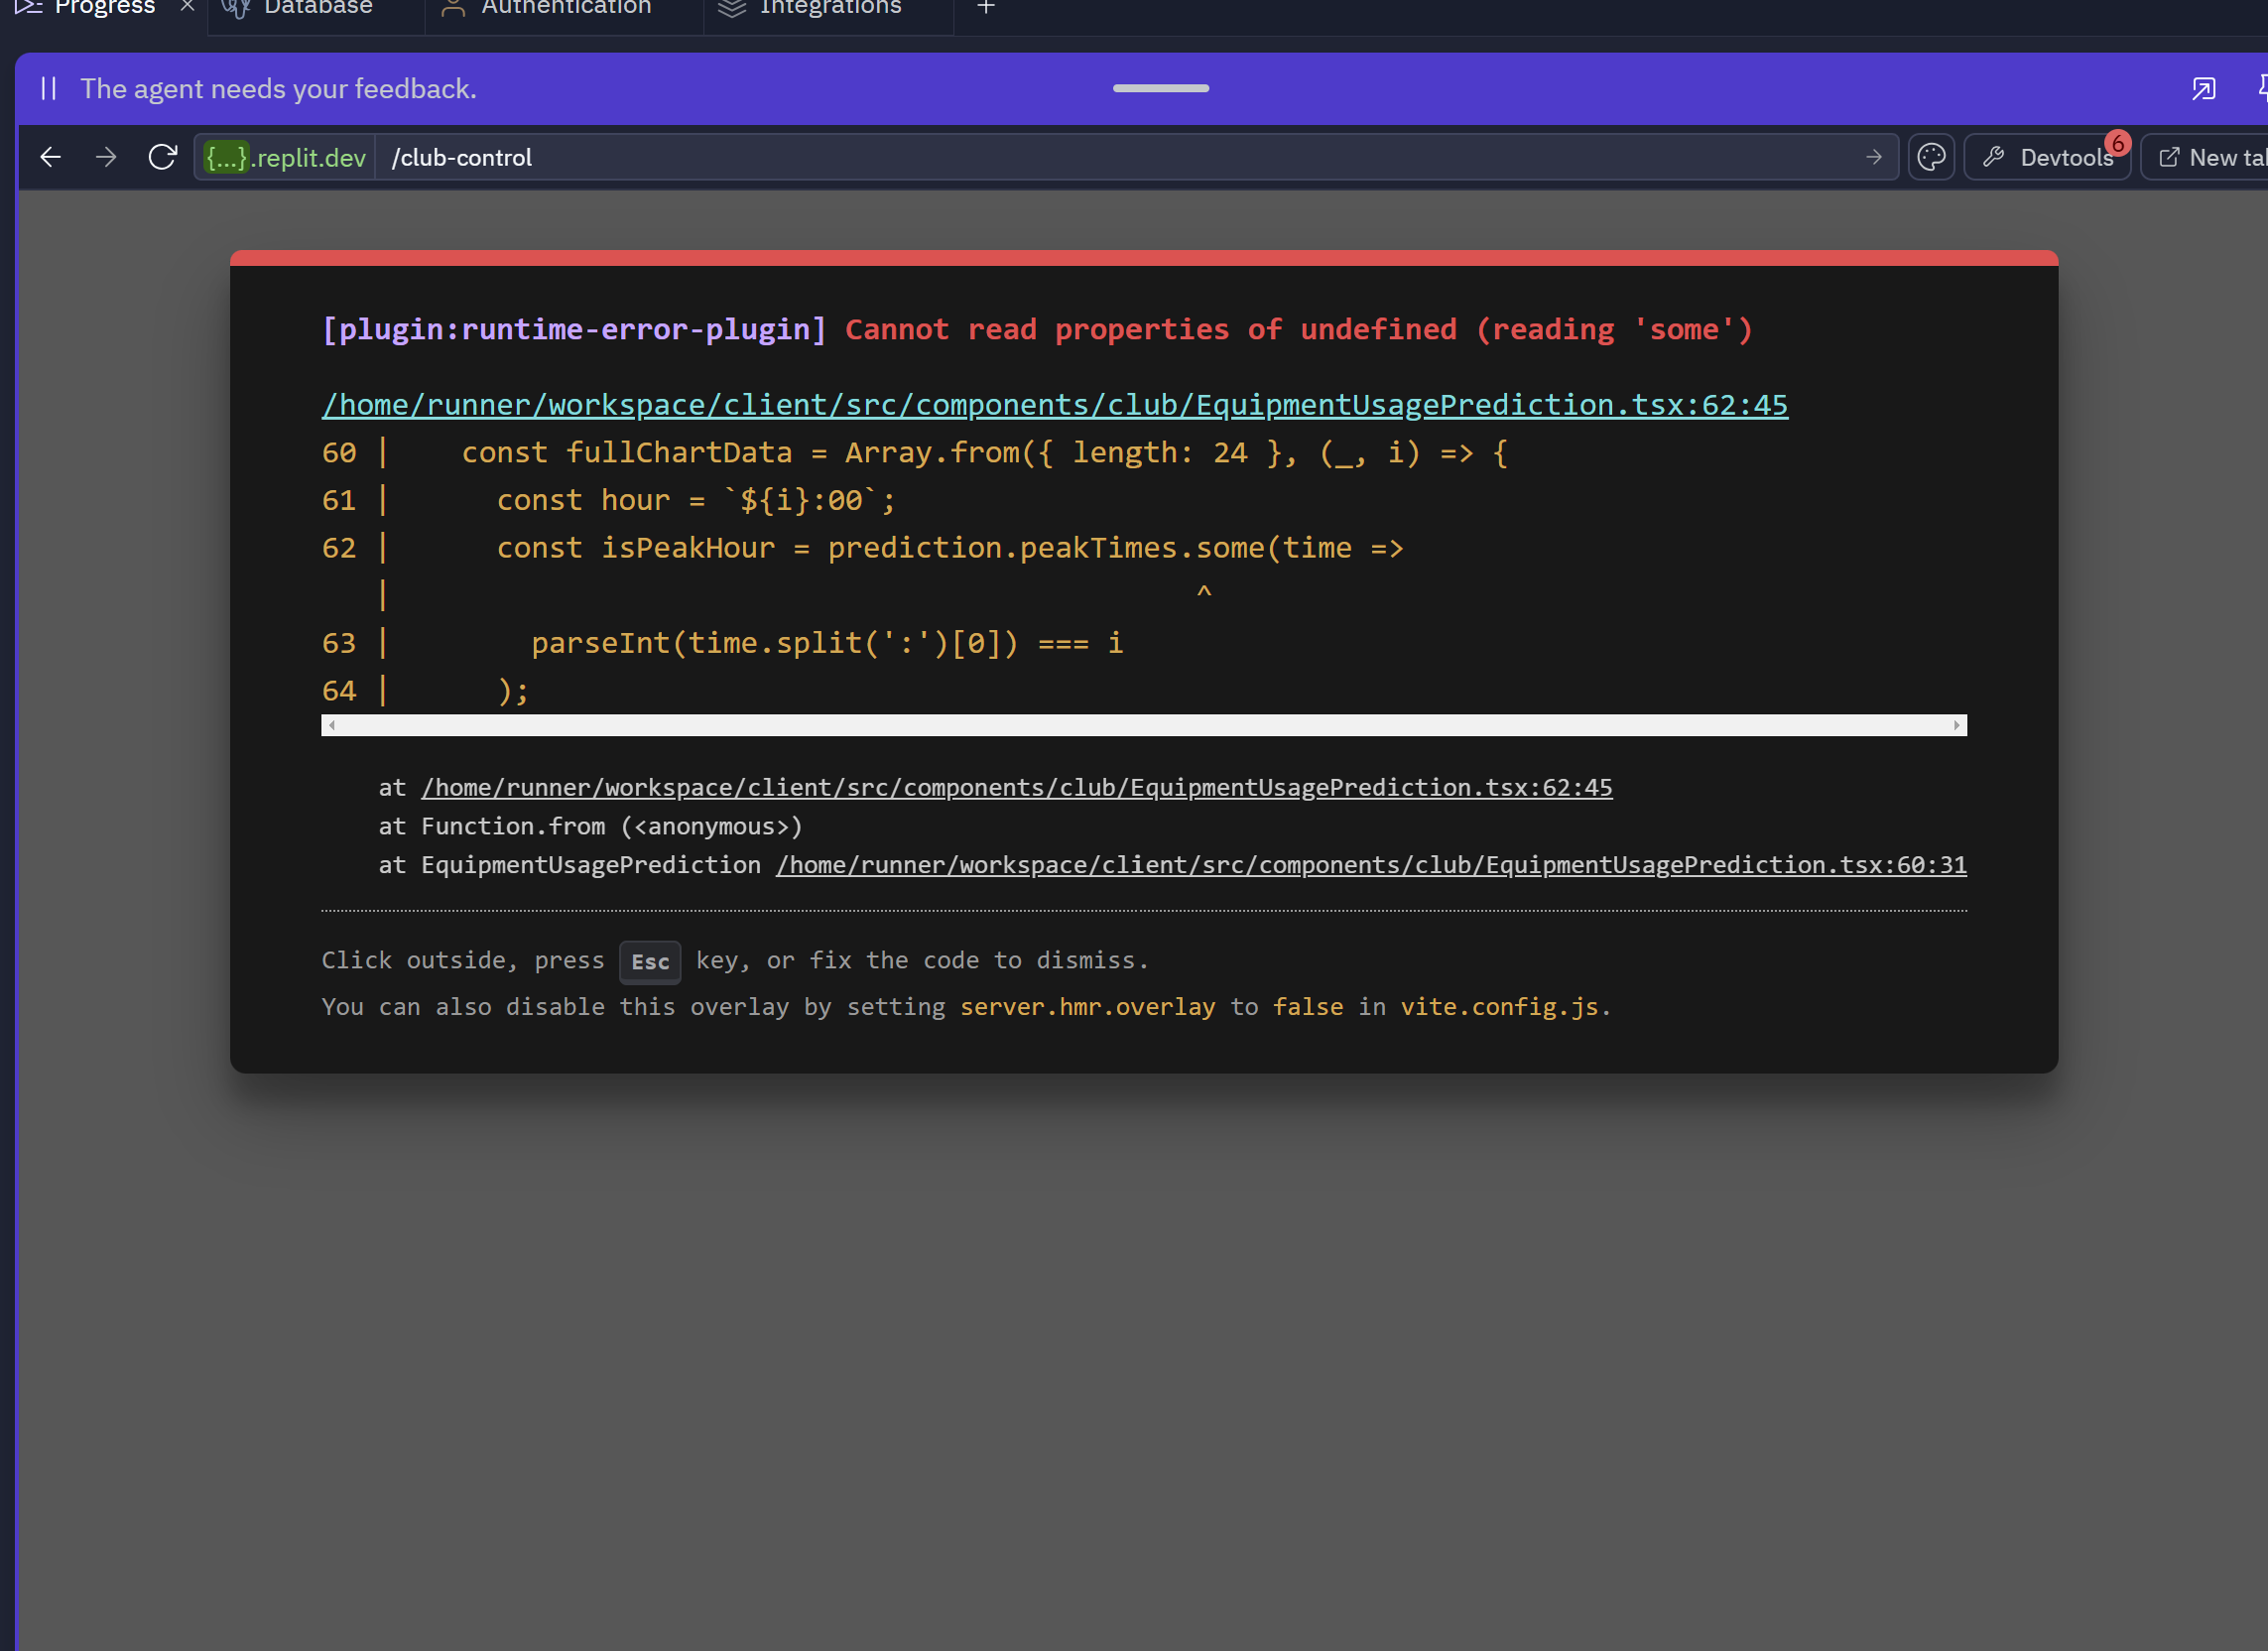 Progress Database Authentication Integrations
The agent needs your feedback.
{...}.replit.dev /club-control Devtools 6 New
[plugin:runtime-error-plugin] Cannot read properties of undefined (reading 'some')
/home/runner/workspace/client/src/components/club/EquipmentUsagePrediction.tsx:62:45
60 |    const fullChartData = Array.from({ length: 24 }, (_, i) => {
61 |      const hour = `${i}:00`;
62 |      const isPeakHour = prediction.peakTimes.some(time =>
   |                                              ^
63 |        parseInt(time.split(':')[0]) === i
64 |      );
at /home/runner/workspace/client/src/components/club/EquipmentUsagePrediction.tsx:62:45
at Function.from (<anonymous>)
at EquipmentUsagePrediction /home/runner/workspace/client/src/components/club/EquipmentUsagePrediction.tsx:60:31
Click outside, press Esc key, or fix the code to dismiss.
You can also disable this overlay by setting server.hmr.overlay to false in vite.config.js.